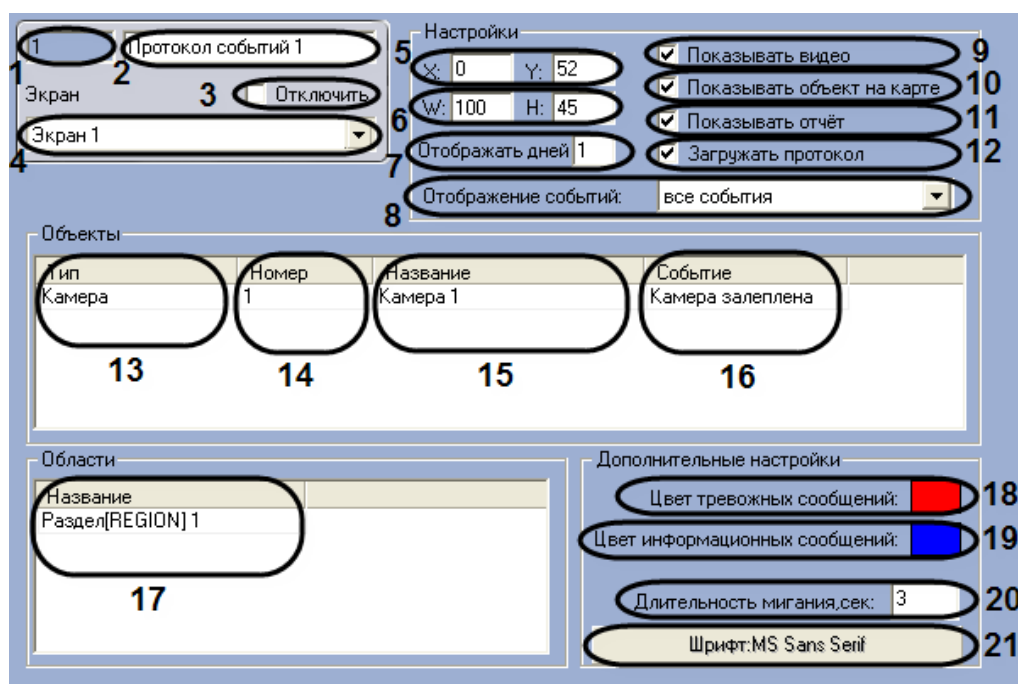 1 Протокол событий 1
1 2
Экран 3 Отключить
Экран 1
4
Настройки
5 X: 0 Y: 52
6 W: 100 H: 45
7 Отображать дней 1
Показывать видео 9
Показывать объект на карте 10
Показывать отчёт 11
Загружать протокол 12
8 Отображение событий: все события
Объекты
Тип Номер Название Событие
Камера 1 Камера 1 Камера залеплена
13 14 15 16
Области
Название
Раздел[REGION] 1
17
Дополнительные настройки
Цвет тревожных сообщений: 18
Цвет информационных сообщений: 19
Длительность мигания,сек: 3 20
Шрифт:MS Sans Serif 21